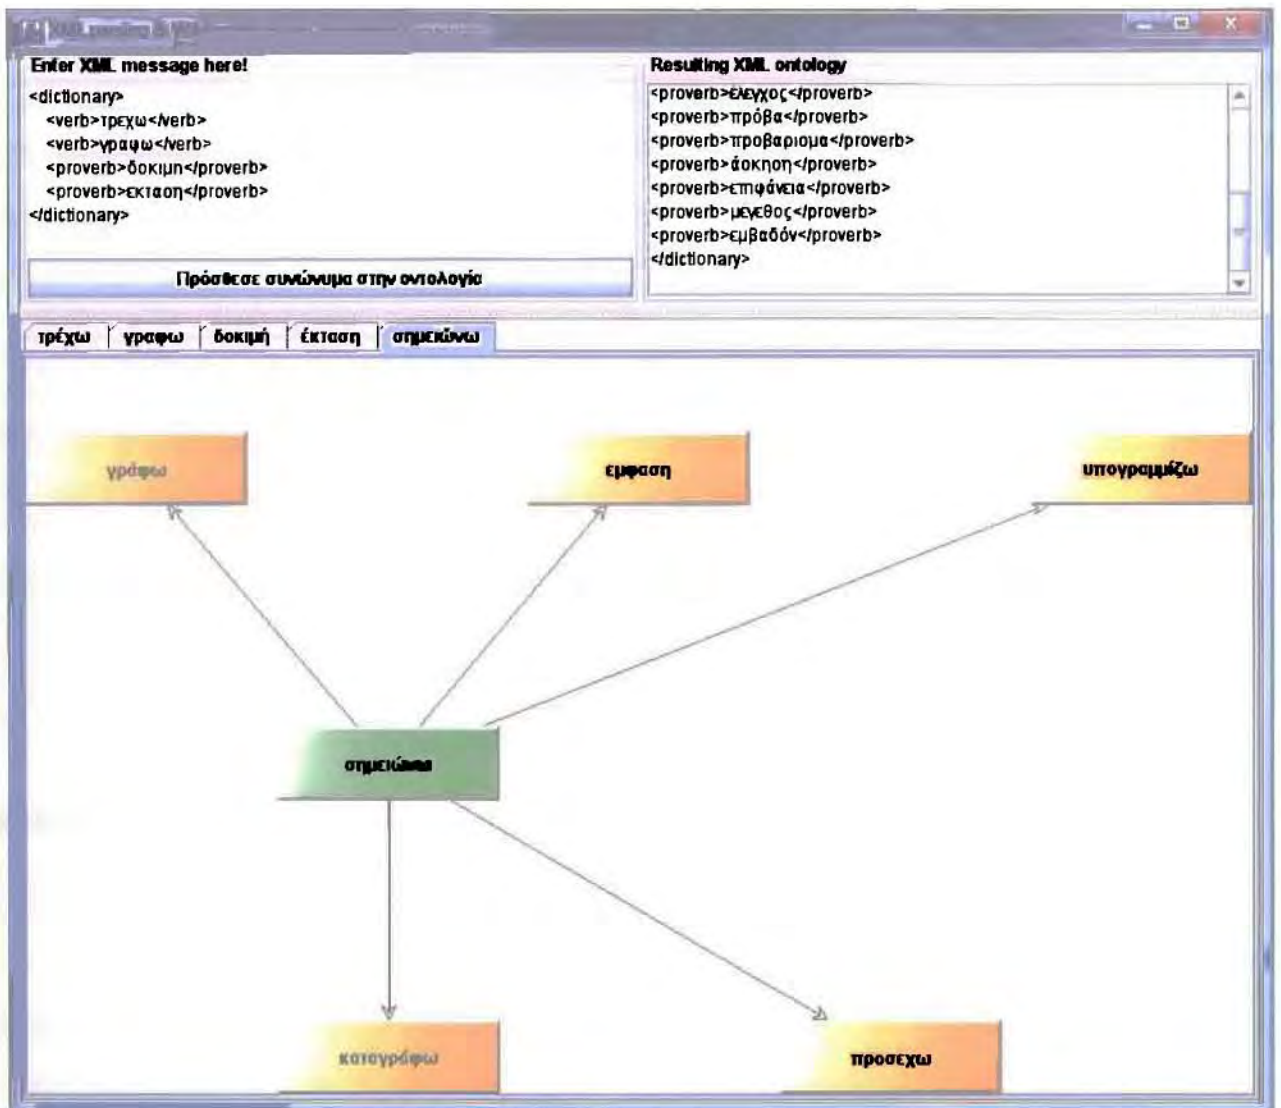 Enter XML message here!
<dictionary>
<verb>τρεχω</verb>
<verb>γραφω</verb>
<proverb>δοκιμη</proverb>
<proverb>εκταση</proverb>
</dictionary>
Πρόσθεσε συνώνυμα στην οντολογία
Resulting XML ontology
<proverb>έλεγχος</proverb>
<proverb>πρόβα</proverb>
<proverb>προβαρισμα</proverb>
<proverb>άσκηση</proverb>
<proverb>επιφάνεια</proverb>
<proverb>μεγεθος</proverb>
<proverb>εμβαδόν</proverb>
</dictionary>
τρέχω γραφω δοκιμή έκταση σημειώνω
γράφω εμφαση υπογραμμίζω
σημειώνω
καταγράφω προσεχω